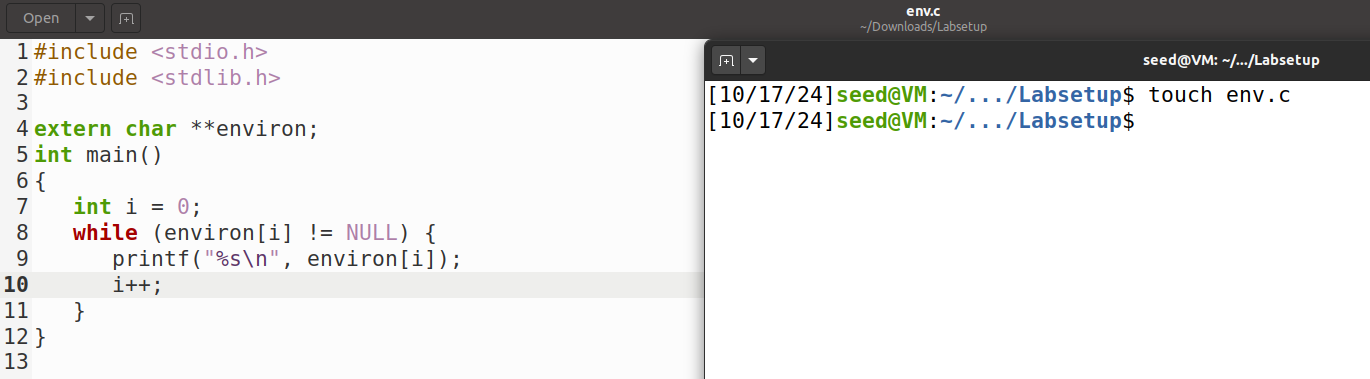 Open
env.c
~/Downloads/Labsetup
1 #include <stdio.h>
2 #include <stdlib.h>
3
4 extern char **environ;
5 int main()
6 {
7    int i = 0;
8    while (environ[i] != NULL) {
9       printf("%s\n", environ[i]);
10       i++;
11    }
12 }
13
seed@VM: ~/.../Labsetup
[10/17/24]seed@VM:~/.../Labsetup$ touch env.c
[10/17/24]seed@VM:~/.../Labsetup$